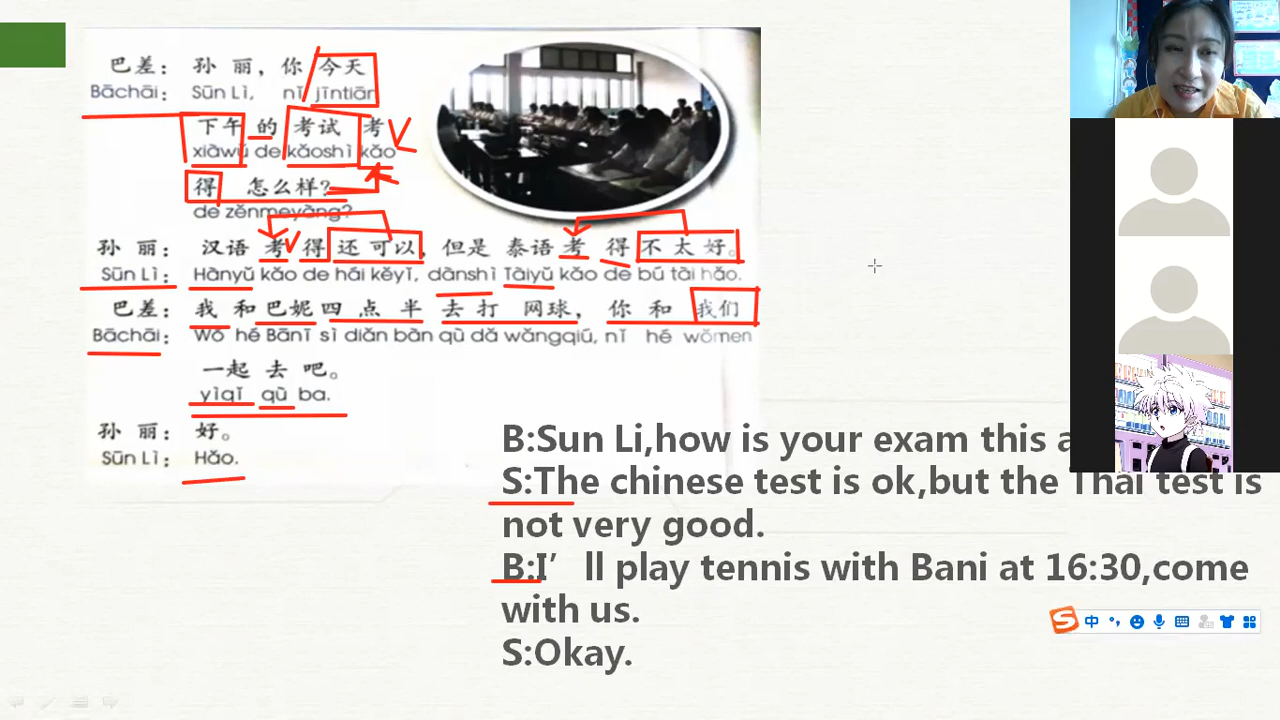 巴差： 孙 丽，你 今天
Bāchāi: Sūn Lì, nǐ jīntiān
下午 的 考试 考
xiàwǔ de kǎoshì kǎo
得 怎么样？
de zěnmeyàng?
孙 丽： 汉语 考 得 还 可以，但是 泰语 考 得 不 太 好。
Sūn Lì: Hànyǔ kǎo de hái kěyǐ, dànshì Tàiyǔ kǎo de bú tài hǎo.
巴差： 我 和 巴妮 四 点 半 去 打 网球，你 和 我们
Bāchāi: Wǒ hé Bānī sì diǎn bàn qù dǎ wǎngqiú, nǐ hé wǒmen
一起 去 吧。
yìqǐ qù ba.
孙 丽： 好。
Sūn Lì: Hǎo.
B:Sun Li,how is your exam this
S:The chinese test is ok,but the Thai test is
not very good.
B:I’ll play tennis with Bani at 16:30,come
with us.
S:Okay.
中